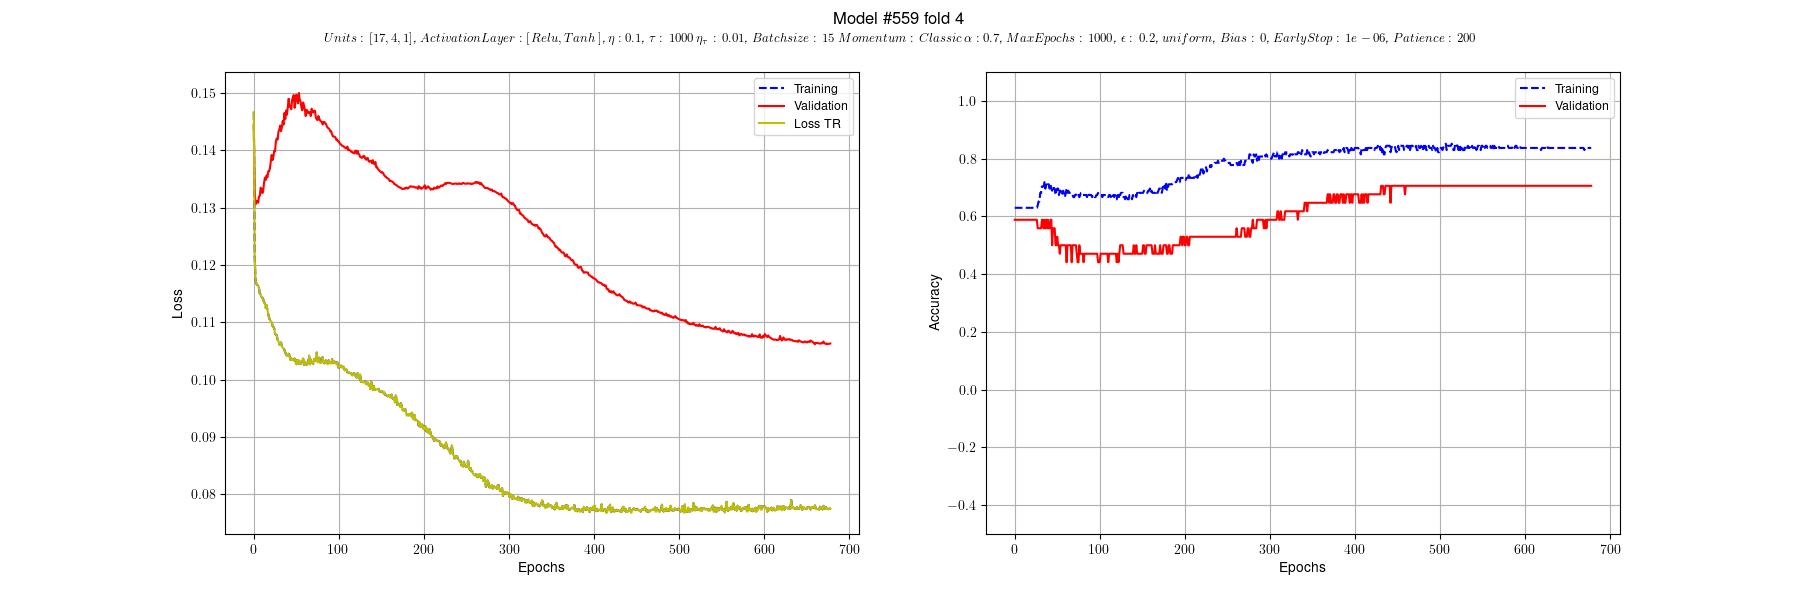 Model #559 fold 4
Units : [17, 4, 1], ActivationLayer : [Relu, Tanh], η : 0.1, τ : 1000 η_τ : 0.01, Batchsize : 15 Momentum : Classic α : 0.7, MaxEpochs : 1000, ϵ : 0.2, uniform, Bias : 0, EarlyStop : 1e − 06, Patience : 200
Loss
0.15
0.14
0.13
0.12
0.11
0.10
0.09
0.08
Training
Validation
Loss TR
0 100 200 300 400 500 600 700
Epochs
Accuracy
1.0
0.8
0.6
0.4
0.2
0.0
−0.2
−0.4
Training
Validation
0 100 200 300 400 500 600 700
Epochs